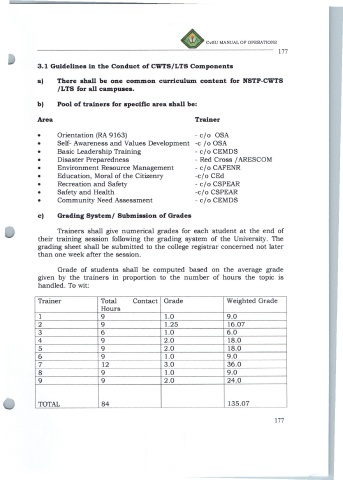 CvSU MANUAL OF OPERATIONS
177
3.1 Guidelines in the Conduct of CWTS/LTS Components
a) There shall be one common curriculum content for NSTP-CWTS
/LTS for all campuses.
b) Pool of trainers for specific area shall be:
Area Trainer
• Orientation (RA 9163) - c/o OSA
• Self- Awareness and Values Development -c /o OSA
• Basic Leadership Training - c/o CEMDS
• Disaster Preparedness - Red Cross /ARESCOM
• Environment Resource Management - c/o CAFENR
• Education, Moral of the Citizenry -c/o CEd
• Recreation and Safety - c/o CSPEAR
• Safety and Health -c/o CSPEAR
• Community Need Assessment - c/o CEMDS
c) Grading System/ Submission of Grades
Trainers shall give numerical grades for each student at the end of
their training session following the grading system of the University. The
grading sheet shall be submitted to the college registrar concerned not later
than one week after the session.
Grade of students shall be computed based on the average grade
given by the trainers in proportion to the number of hours the topic is
handled. To wit:
Trainer Total Contact Grade Weighted Grade
Hours
1 9 1.0 9.0
2 9 1.25 16.07
3 6 1.0 6.0
4 9 2.0 18.0
5 9 2.0 18.0
6 9 1.0 9.0
7 12 3.0 36.0
8 9 1.0 9.0
9 9 2.0 24.0
TOTAL 84 135.07
177